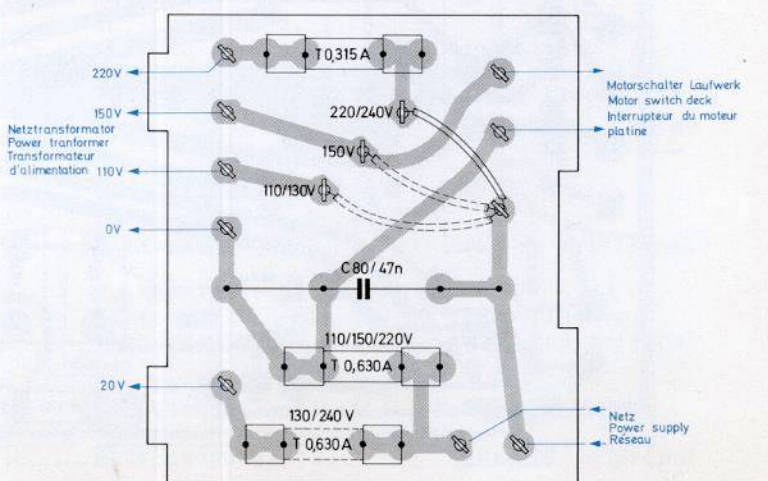 T 0,315 A
220V
150V
Netztransformator
Power tranformer
Transformateur
d'alimentation
110V
0V
20V
220/240V
150V
110/130V
Motorschalter Laufwerk
Motor switch deck
Interrupteur du moteur
platine
C 80 / 47n
110/150/220V
T 0,630A
130/240 V
T 0,630A
Netz
Power supply
Réseau